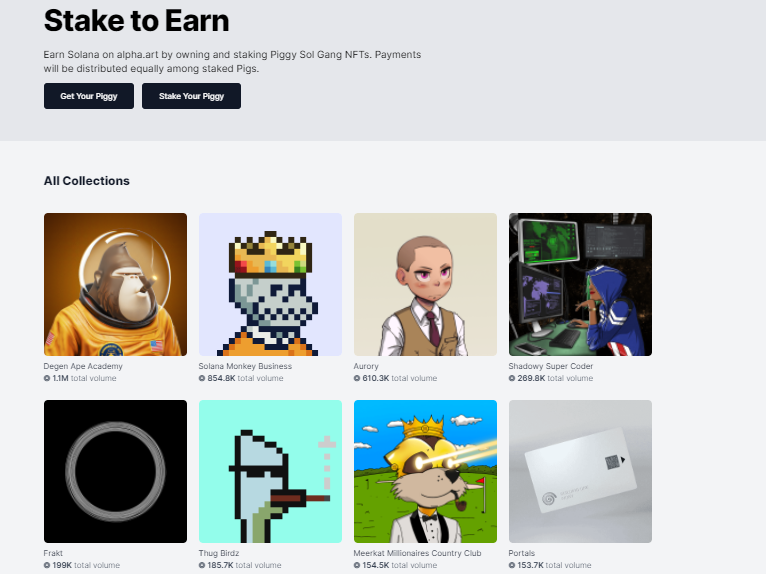 Stake to Earn
Earn Solana on alpha.art by owning and staking Piggy Sol Gang NFTs. Payments
will be distributed equally among staked Pigs.
Get Your Piggy
Stake Your Piggy
All Collections
Degen Ape Academy
1.1M total volume
Solana Monkey Business
854.8K total volume
Aurory
610.3K total volume
Shadowy Super Coder
269.8K total volume
Frakt
199K total volume
Thug Birdz
185.7K total volume
Meerkat Millionaires Country Club
154.5K total volume
Portals
153.7K total volume